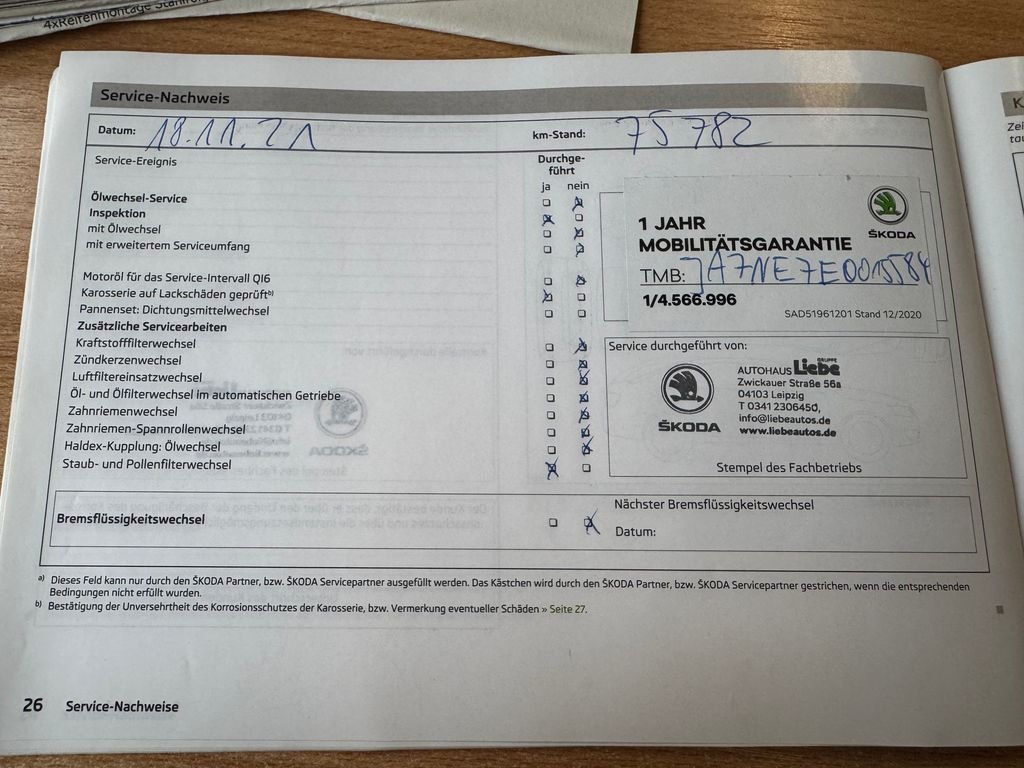 4xReifenmontage
Service-Nachweis
Datum: 18.11.21 km-Stand: 75782
Service-Ereignis
Durchge-
führt
ja nein
Ölwechsel-Service
Inspektion
mit Ölwechsel
mit erweitertem Serviceumfang
Motoröl für das Service-Intervall QI6
Karosserie auf Lackschäden geprüft b)
Pannenset: Dichtungsmittelwechsel
Zusätzliche Servicearbeiten
Kraftstofffilterwechsel
Zündkerzenwechsel
Luftfiltereinsatzwechsel
Öl- und Ölfilterwechsel im automatischen Getriebe
Zahnriemenwechsel
Zahnriemen-Spannrollenwechsel
Haldex-Kupplung: Ölwechsel
Staub- und Pollenfilterwechsel
ŠKODA
1 JAHR
MOBILITÄTSGARANTIE
TMB: JA7NE7E0015584
1/4.566.996
SAD51961201 Stand 12/2020
Service durchgeführt von:
ŠKODA
GRUPPE
AUTOHAUS Liebe
Zwickauer Straße 56a
04103 Leipzig
T 0341 2306450,
info@liebeautos.de
www.liebeautos.de
Stempel des Fachbetriebs
Bremsflüssigkeitswechsel
Nächster Bremsflüssigkeitswechsel
Datum:
a) Dieses Feld kann nur durch den ŠKODA Partner, bzw. ŠKODA Servicepartner ausgefüllt werden. Das Kästchen wird durch den ŠKODA Partner, bzw. ŠKODA Servicepartner gestrichen, wenn die entsprechenden
Bedingungen nicht erfüllt wurden.
b) Bestätigung der Unversehrtheit des Korrosionsschutzes der Karosserie, bzw. Vermerkung eventueller Schäden » Seite 27.
26 Service-Nachweise